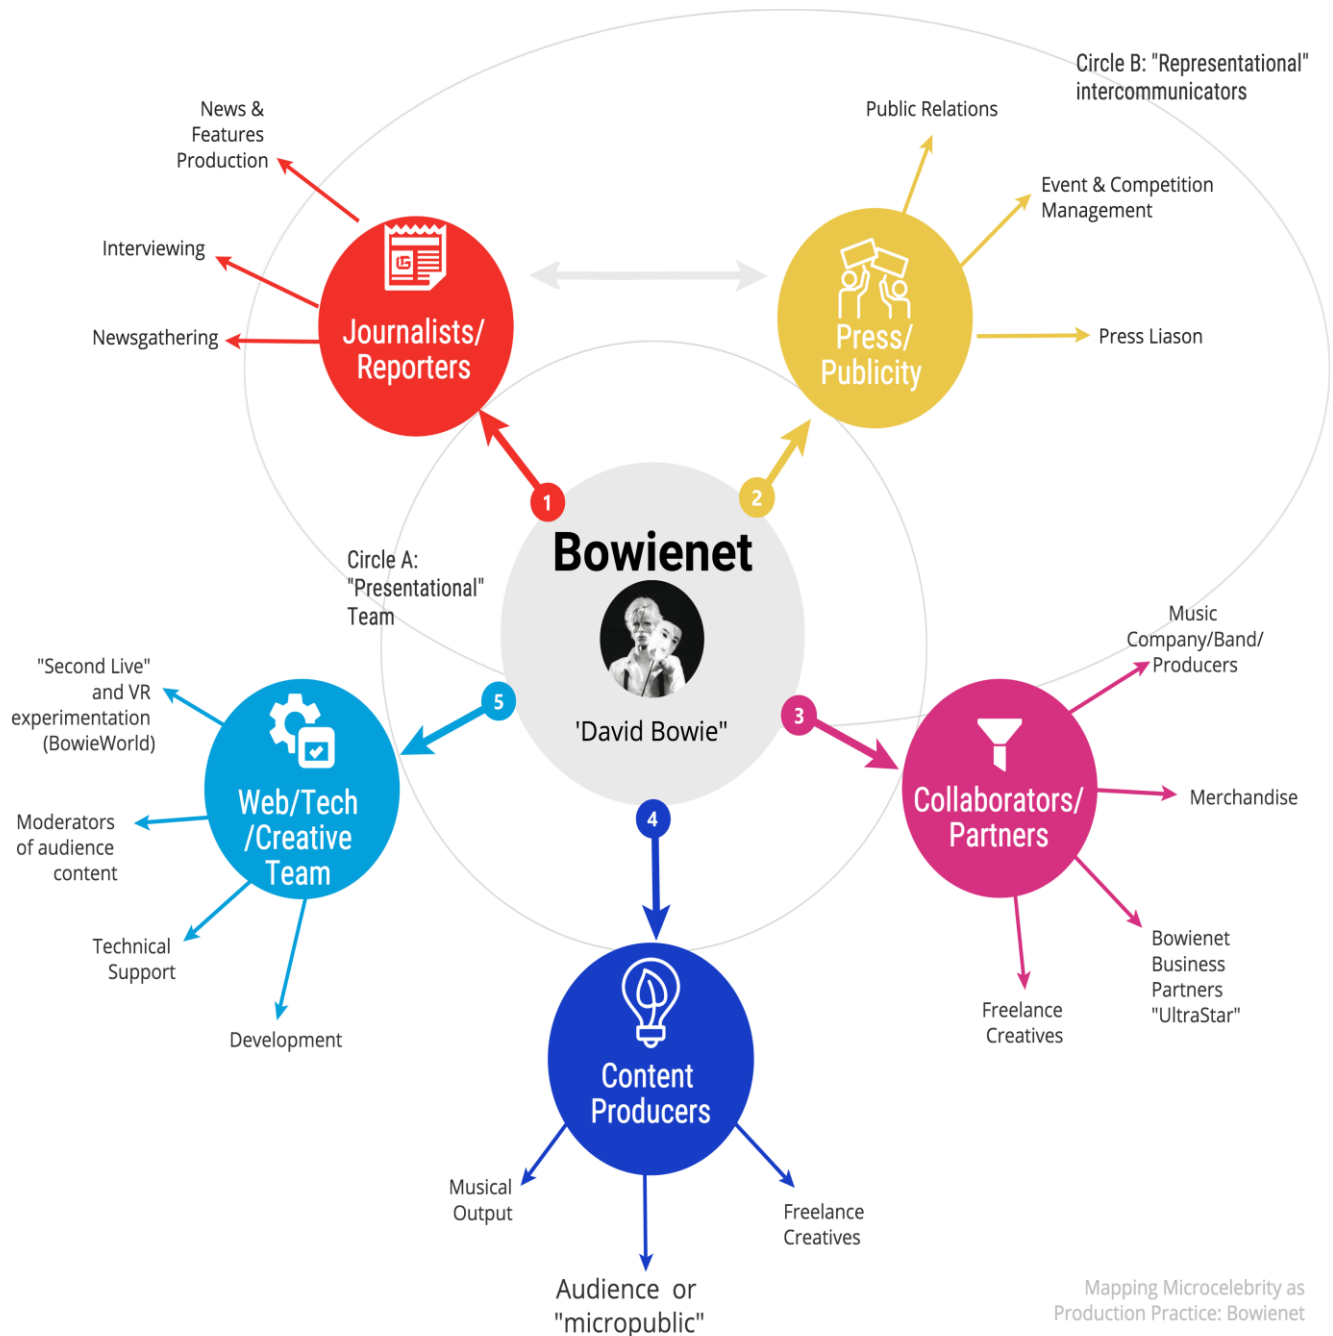 Circle B: "Representational"
intercommunicators
News &
Features
Production
Interviewing
Newsgathering
Journalists/
Reporters
Public Relations
Event & Competition
Management
Press Liason
Press/
Publicity
1
2
Bowienet
'David Bowie"
Circle A:
"Presentational"
Team
5
3
4
"Second Live"
and VR
experimentation
(BowieWorld)
Moderators
of audience
content
Technical
Support
Development
Web/Tech
/Creative
Team
Music
Company/Band/
Producers
Merchandise
Bowienet
Business
Partners
"UltraStar"
Freelance
Creatives
Collaborators/
Partners
Content
Producers
Musical
Output
Audience or
"micropublic"
Freelance
Creatives
Mapping Microcelebrity as
Production Practice: Bowienet